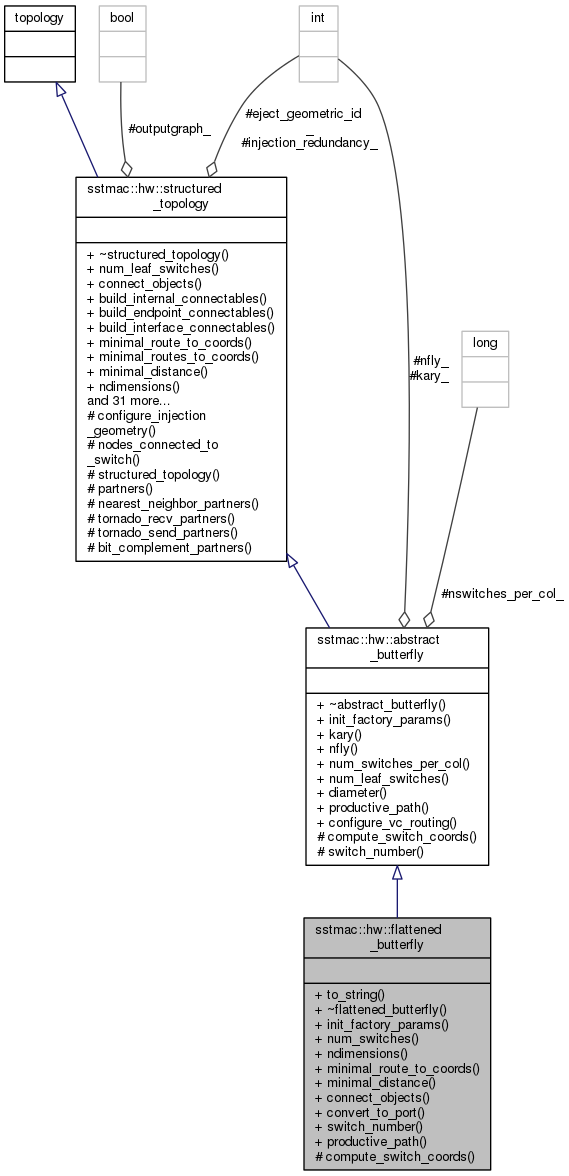 topology
bool
int
#outputgraph_
#eject_geometric_id
_
#injection_redundancy_
sstmac::hw::structured
_topology
+ ~structured_topology()
+ num_leaf_switches()
+ connect_objects()
+ build_internal_connectables()
+ build_endpoint_connectables()
+ build_interface_connectables()
+ minimal_route_to_coords()
+ minimal_routes_to_coords()
+ minimal_distance()
+ ndimensions()
and 31 more...
# configure_injection
_geometry()
# nodes_connected_to
_switch()
# structured_topology()
# partners()
# nearest_neighbor_partners()
# tornado_recv_partners()
# tornado_send_partners()
# bit_complement_partners()
long
#nfly_
#kary_
#nswitches_per_col_
sstmac::hw::abstract
_butterfly
+ ~abstract_butterfly()
+ init_factory_params()
+ kary()
+ nfly()
+ num_switches_per_col()
+ num_leaf_switches()
+ diameter()
+ productive_path()
+ configure_vc_routing()
# compute_switch_coords()
# switch_number()
sstmac::hw::flattened
_butterfly
+ to_string()
+ ~flattened_butterfly()
+ init_factory_params()
+ num_switches()
+ ndimensions()
+ minimal_route_to_coords()
+ minimal_distance()
+ connect_objects()
+ convert_to_port()
+ switch_number()
+ productive_path()
# compute_switch_coords()